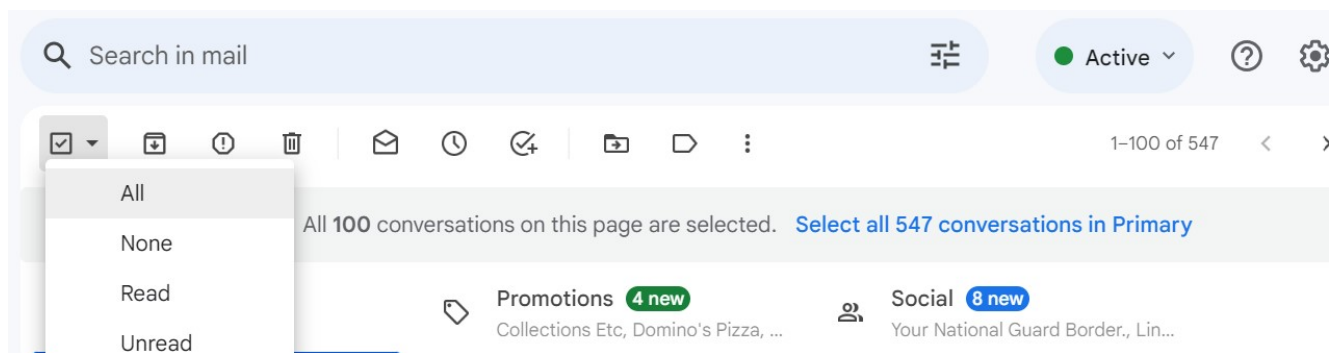 Search in mail
Active
1–100 of 547
All
None
Read
Unread
All 100 conversations on this page are selected. Select all 547 conversations in Primary
Promotions 4 new
Collections Etc, Domino's Pizza, ...
Social 8 new
Your National Guard Border., Lin...